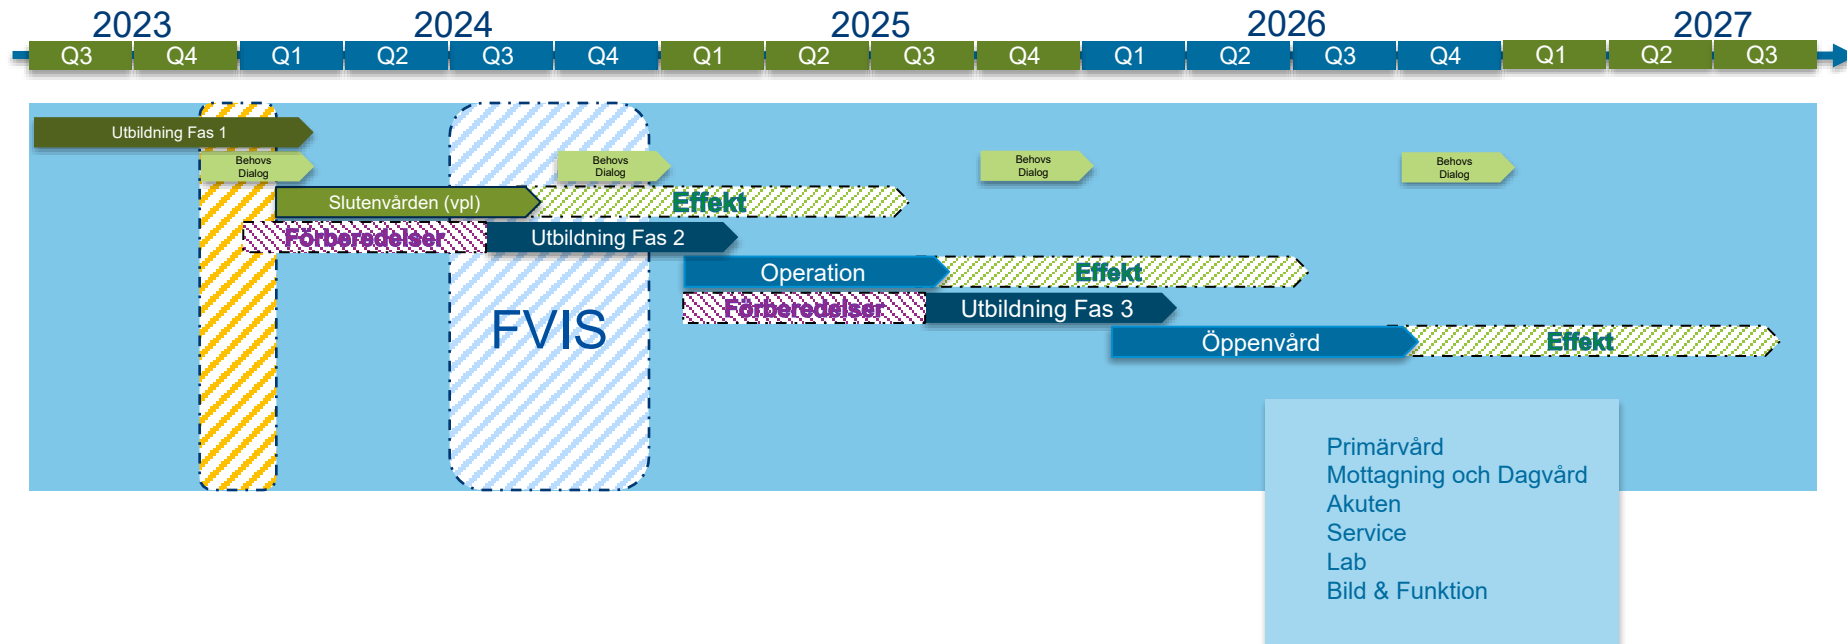 2023 2024 2025 2026 2027
Q3 Q4 Q1 Q2 Q3 Q4 Q1 Q2 Q3 Q4 Q1 Q2 Q3 Q4 Q1 Q2 Q3
Utbildning Fas 1
Behovs
Dialog
Behovs
Dialog
Behovs
Dialog
Behovs
Dialog
Slutenvården (vpl)
Effekt
Förberedelser
Utbildning Fas 2
Operation
Effekt
Förberedelser
Utbildning Fas 3
FVIS
Öppenvård
Effekt
Primärvård
Mottagning och Dagvård
Akuten
Service
Lab
Bild & Funktion